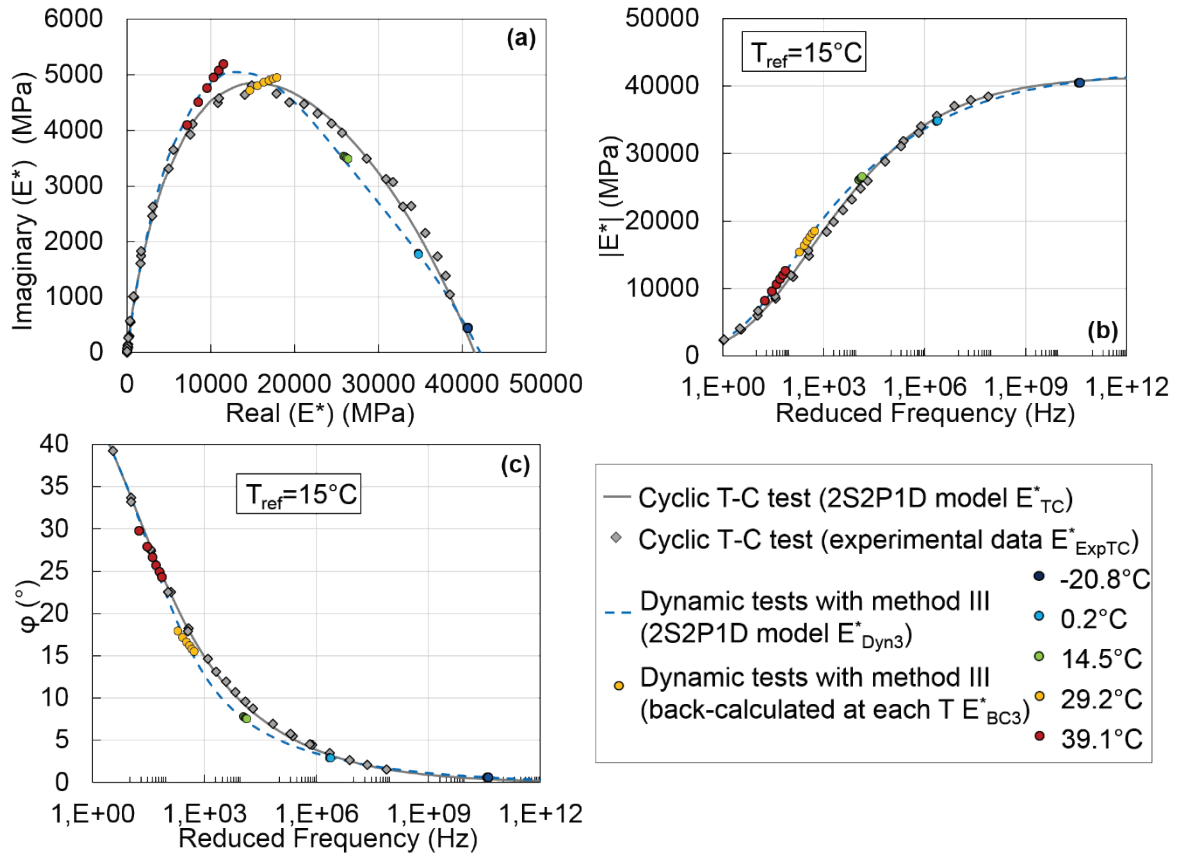 (a)
Imaginary (E*) (MPa)
6000
5000
4000
3000
2000
1000
0
0 10000 20000 30000 40000 50000
Real (E*) (MPa)
T_ref=15°C
(b)
|E*| (MPa)
50000
40000
30000
20000
10000
0
1,E+00 1,E+03 1,E+06 1,E+09 1,E+12
Reduced Frequency (Hz)
(c)
T_ref=15°C
φ (°)
40
35
30
25
20
15
10
5
0
1,E+00 1,E+03 1,E+06 1,E+09 1,E+12
Reduced Frequency (Hz)
Cyclic T-C test (2S2P1D model E*_TC)
Cyclic T-C test (experimental data E*_ExpTC)
Dynamic tests with method III
(2S2P1D model E*_Dyn3)
Dynamic tests with method III
(back-calculated at each T E*_BC3)
-20.8°C
0.2°C
14.5°C
29.2°C
39.1°C